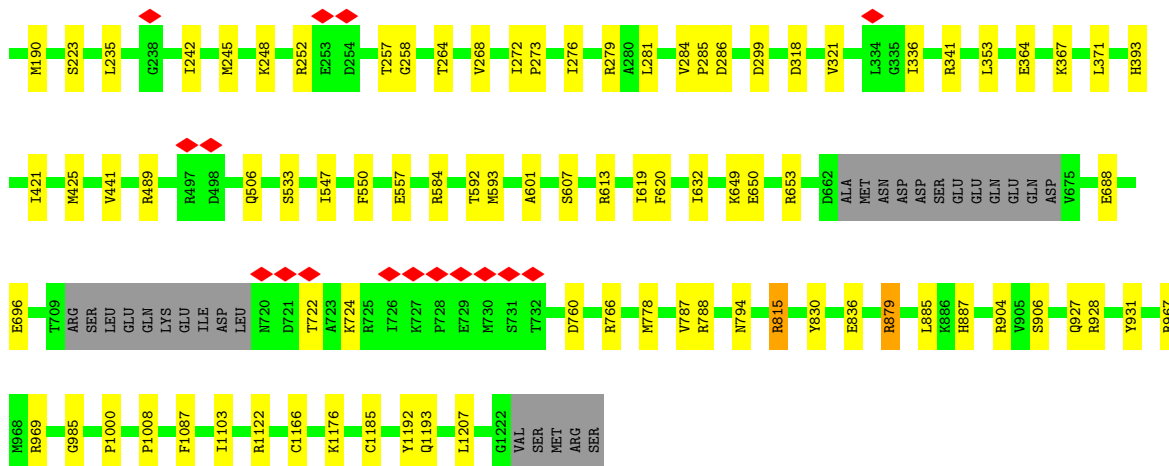 M190 S223 L235 G238 I242 M245 K248 R252 E253 D254 T257 G258 T264 V268 I272 P273 I276 R279 A280 L281 V284 P285 D286 D299 D318 V321 L334 G335 I336 R341 L353 E364 K367 L371 H393
I421 M425 V441 R489 R497 D498 Q506 S533 I547 F550 E557 R584 T592 M593 A601 S607 R613 I619 F620 I632 K649 E650 R653 D662 ALA MET ASN ASP ASP SER GLU GLU GLN GLU GLN ASP V675 E688
E696 T709 ARG SER LEU GLU GLN LYS GLU ILE ASP LEU N720 D721 T722 A723 K724 R725 I726 K727 P728 E729 M730 S731 T732 D760 R766 M778 V787 R788 N794 R815 Y830 E836 R879 L885 K886 H887 R904 V905 S906 Q927 R928 Y931 R967
M968 R969 G985 P1000 P1008 F1087 I1103 R1122 C1166 K1176 C1185 Y1192 Q1193 L1207 G1222 VAL SER MET ARG SER